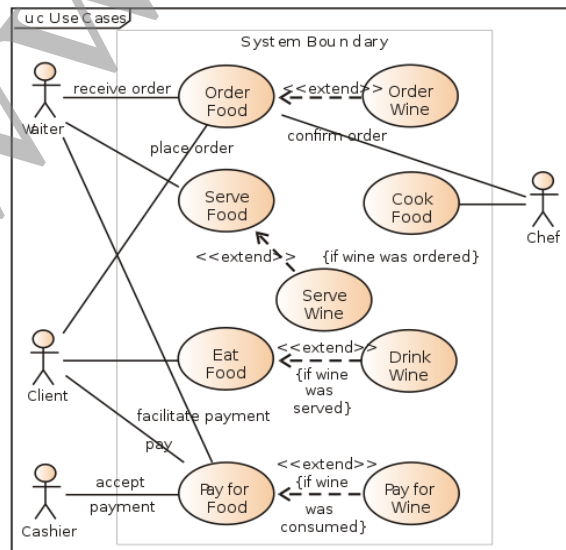 uc UseCases
System Boundary
Waiter
receive order
Order
Food
<<extend>>
Order
Wine
place order
confirm order
Serve
Food
Cook
Food
Chef
<<extend>>
{if wine was ordered}
Serve
Wine
Client
Eat
Food
<<extend>>
{if wine
was
served}
Drink
Wine
facilitate payment
pay
Cashier
accept
payment
Pay for
Food
<<extend>>
{if wine
was
consumed}
Pay for
Wine